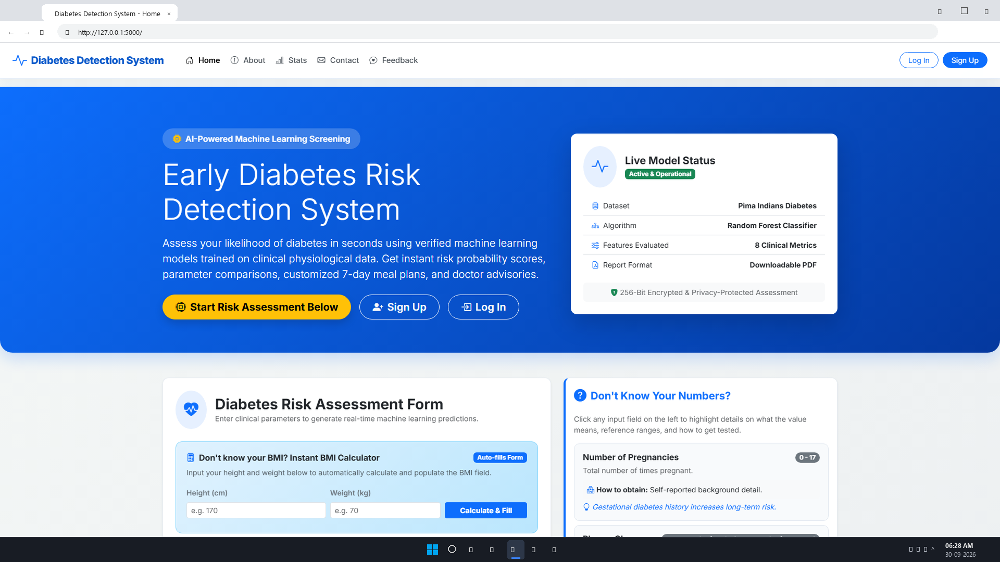 Diabetes Detection System - Home ×
http://127.0.0.1:5000/
Diabetes Detection System
Home
About
Stats
Contact
Feedback
Log In
Sign Up
AI-Powered Machine Learning Screening
Early Diabetes Risk
Detection System
Assess your likelihood of diabetes in seconds using verified machine learning
models trained on clinical physiological data. Get instant risk probability scores,
parameter comparisons, customized 7-day meal plans, and doctor advisories.
Start Risk Assessment Below
Sign Up
Log In
Live Model Status
Active & Operational
Dataset Pima Indians Diabetes
Algorithm Random Forest Classifier
Features Evaluated 8 Clinical Metrics
Report Format Downloadable PDF
256-Bit Encrypted & Privacy-Protected Assessment
Diabetes Risk Assessment Form
Enter clinical parameters to generate real-time machine learning predictions.
Don't know your BMI? Instant BMI Calculator
Auto-fills Form
Input your height and weight below to automatically calculate and populate the BMI field.
Height (cm)
Weight (kg)
e.g. 170
e.g. 70
Calculate & Fill
Don't Know Your Numbers?
Click any input field on the left to highlight details on what the value
means, reference ranges, and how to get tested.
Number of Pregnancies
0 - 17
Total number of times pregnant.
How to obtain: Self-reported background detail.
Gestational diabetes history increases long-term risk.
06:28 AM
30-09-2026